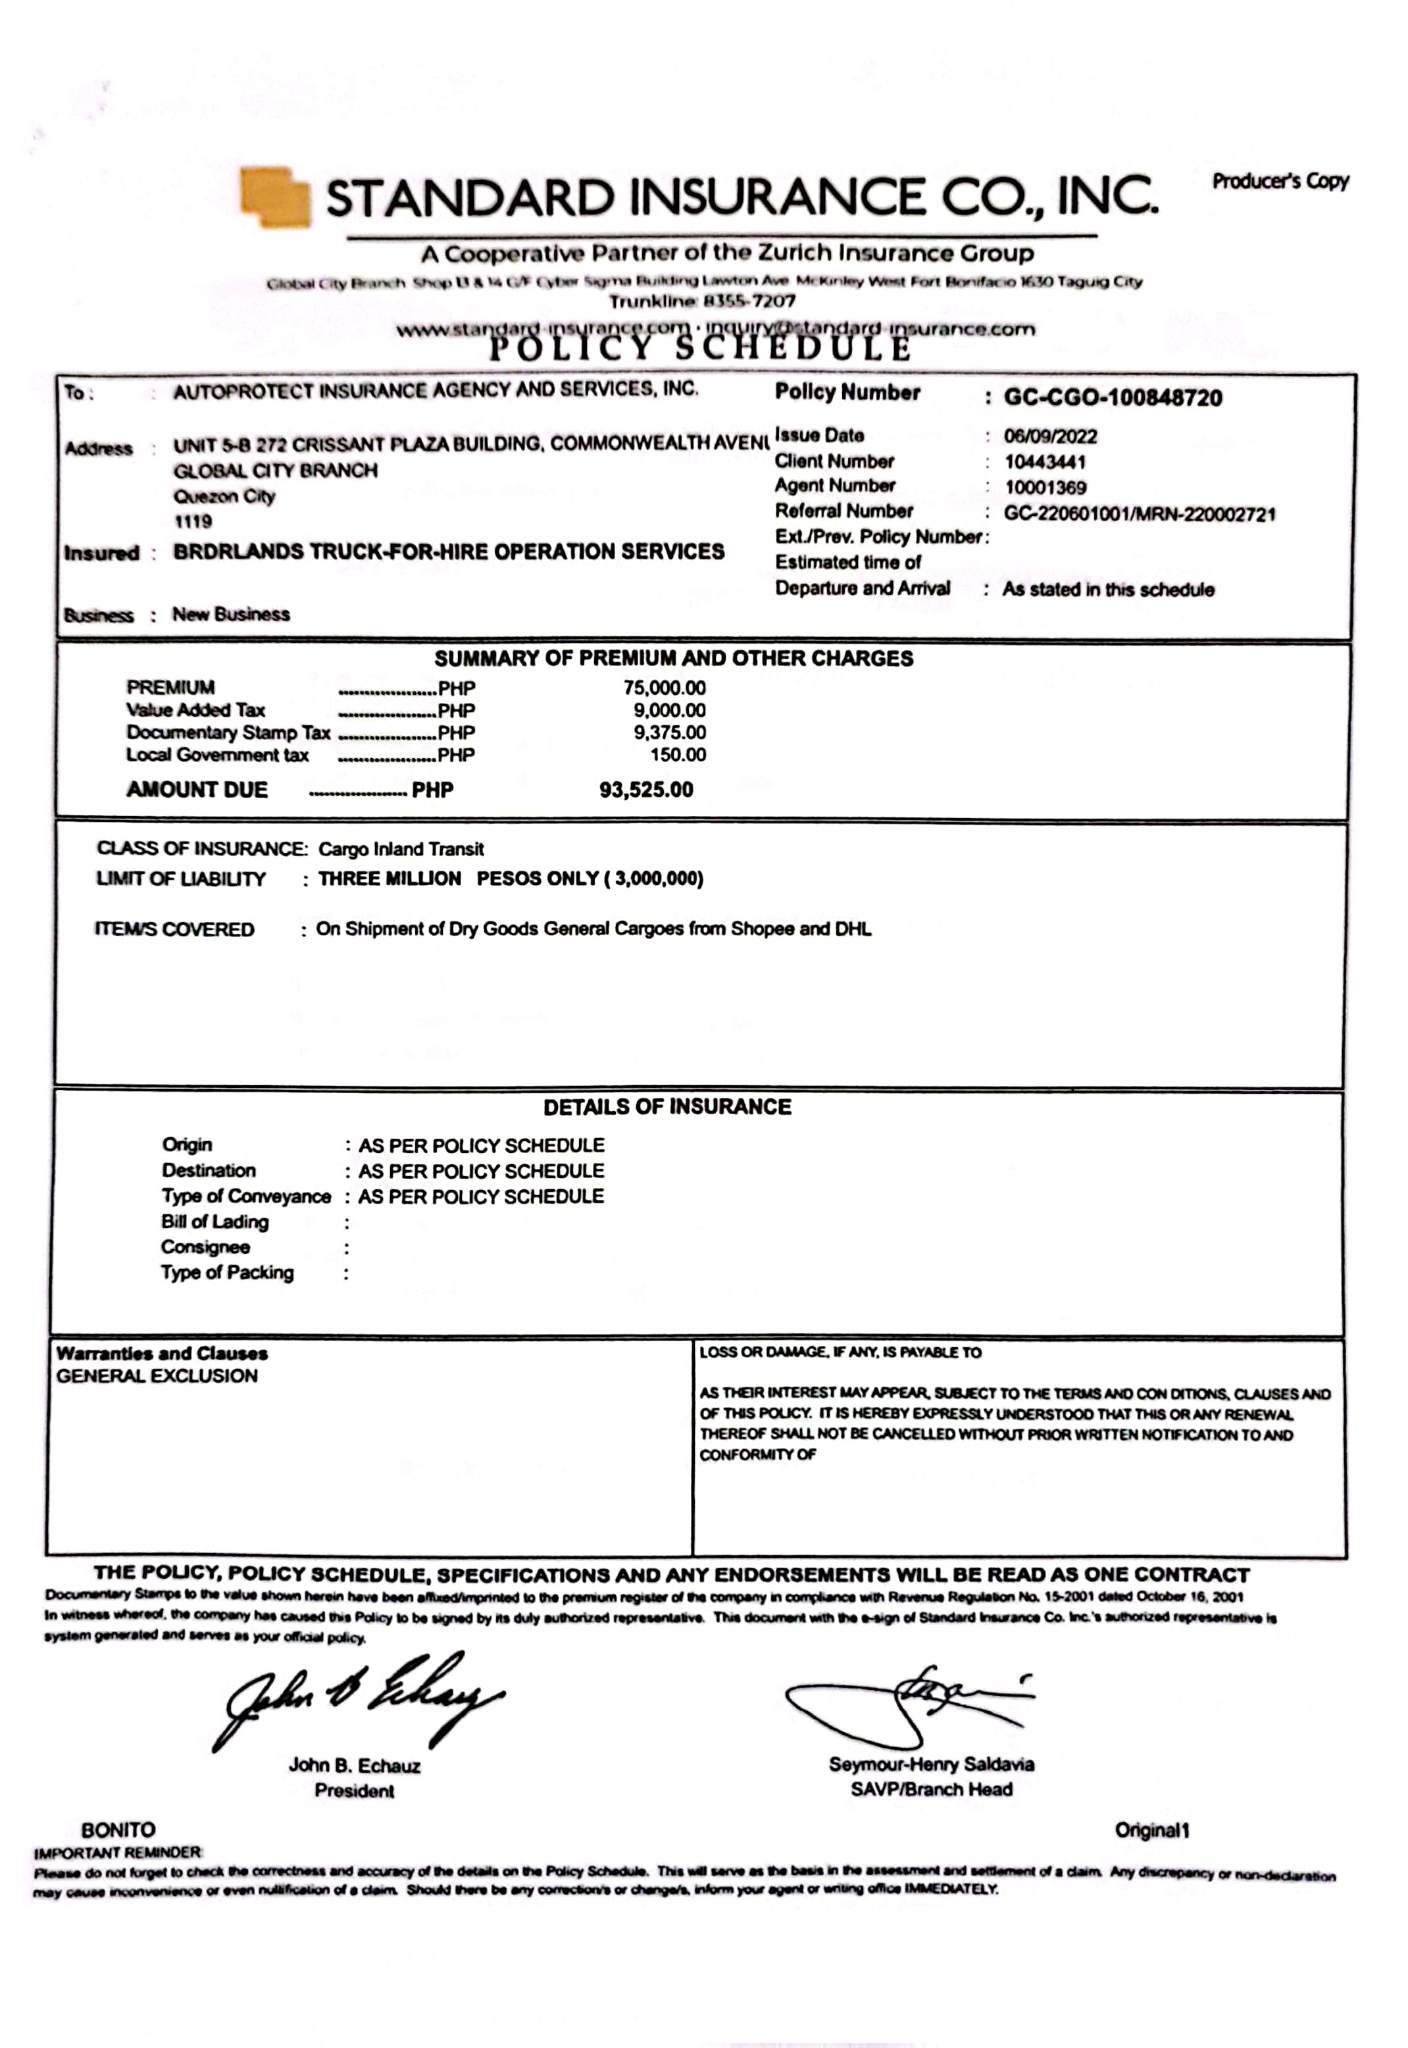 STANDARD INSURANCE CO., INC.
Producer's Copy
A Cooperative Partner of the Zurich Insurance Group
Global City Branch Shop 13 & 14 G/F Cyber Sigma Building Lawton Ave McKinley West Fort Bonifacio 1630 Taguig City
Trunkline: 8355-7207
www.standard-insurance.com • inquiry@standard-insurance.com
POLICY SCHEDULE
To : : AUTOPROTECT INSURANCE AGENCY AND SERVICES, INC.
Address : UNIT 5-B 272 CRISSANT PLAZA BUILDING, COMMONWEALTH AVENU
GLOBAL CITY BRANCH
Quezon City
1119
Insured : BRDRLANDS TRUCK-FOR-HIRE OPERATION SERVICES
Business : New Business
Policy Number : GC-CGO-100848720
Issue Date : 06/09/2022
Client Number : 10443441
Agent Number : 10001369
Referral Number : GC-220601001/MRN-220002721
Ext./Prev. Policy Number :
Estimated time of
Departure and Arrival : As stated in this schedule
SUMMARY OF PREMIUM AND OTHER CHARGES
PREMIUM ...................PHP 75,000.00
Value Added Tax ...................PHP 9,000.00
Documentary Stamp Tax ...................PHP 9,375.00
Local Government tax ...................PHP 150.00
AMOUNT DUE ................... PHP 93,525.00
CLASS OF INSURANCE: Cargo Inland Transit
LIMIT OF LIABILITY : THREE MILLION PESOS ONLY ( 3,000,000)
ITEM/S COVERED : On Shipment of Dry Goods General Cargoes from Shopee and DHL
DETAILS OF INSURANCE
Origin : AS PER POLICY SCHEDULE
Destination : AS PER POLICY SCHEDULE
Type of Conveyance : AS PER POLICY SCHEDULE
Bill of Lading :
Consignee :
Type of Packing :
Warranties and Clauses
GENERAL EXCLUSION
LOSS OR DAMAGE, IF ANY, IS PAYABLE TO
AS THEIR INTEREST MAY APPEAR, SUBJECT TO THE TERMS AND CON DITIONS, CLAUSES AND
OF THIS POLICY. IT IS HEREBY EXPRESSLY UNDERSTOOD THAT THIS OR ANY RENEWAL
THEREOF SHALL NOT BE CANCELLED WITHOUT PRIOR WRITTEN NOTIFICATION TO AND
CONFORMITY OF
THE POLICY, POLICY SCHEDULE, SPECIFICATIONS AND ANY ENDORSEMENTS WILL BE READ AS ONE CONTRACT
Documentary Stamps to the value shown herein have been affixed/imprinted to the premium register of the company in compliance with Revenue Regulation No. 15-2001 dated October 16, 2001
In witness whereof, the company has caused this Policy to be signed by its duly authorized representative. This document with the e-sign of Standard Insurance Co. Inc.'s authorized representative is
system generated and serves as your official policy.
John B Echauz
John B. Echauz
President
Seymour-Henry Saldavia
SAVP/Branch Head
BONITO
Original1
IMPORTANT REMINDER:
Please do not forget to check the correctness and accuracy of the details on the Policy Schedule. This will serve as the basis in the assessment and settlement of a claim. Any discrepancy or non-declaration
may cause inconvenience or even nullification of a claim. Should there be any correction/s or change/s, inform your agent or writing office IMMEDIATELY.